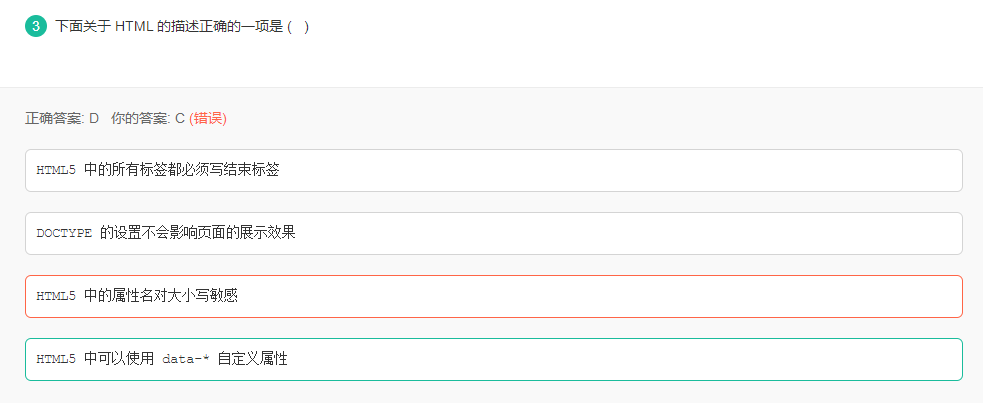 3 下面关于 HTML 的描述正确的一项是 ( )
正确答案: D 你的答案: C (错误)
HTML5 中的所有标签都必须写结束标签
DOCTYPE 的设置不会影响页面的展示效果
HTML5 中的属性名对大小写敏感
HTML5 中可以使用 data-* 自定义属性